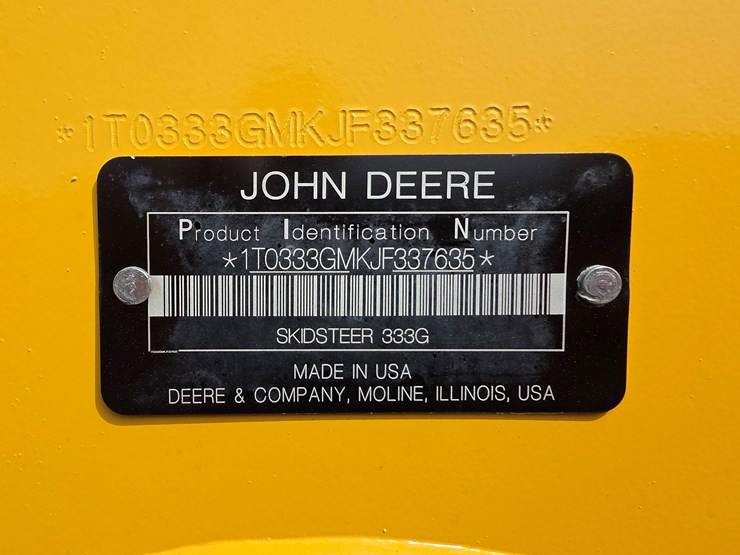 *1T0333GMKJF337635*
JOHN DEERE
Product Identification Number
*1T0333GMKJF337635*
SKIDSTEER 333G
MADE IN USA
DEERE & COMPANY, MOLINE, ILLINOIS, USA